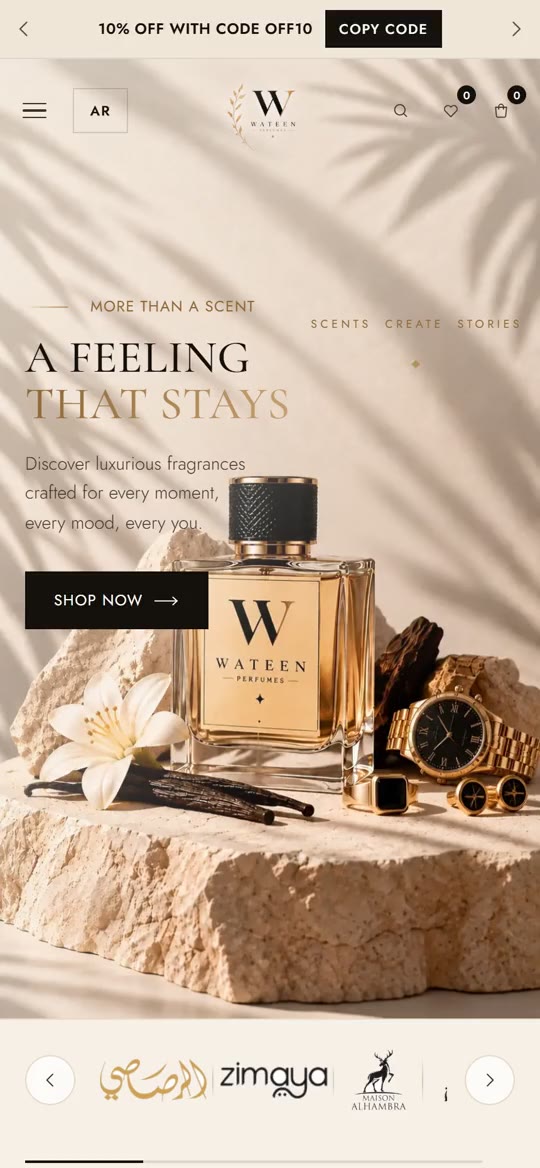 10% OFF WITH CODE OFF10 COPY CODE
AR
W
WATEEN
PERFUMES
0
0
MORE THAN A SCENT
SCENTS CREATE STORIES
A FEELING
THAT STAYS
Discover luxurious fragrances
crafted for every moment,
every mood, every you.
SHOP NOW
W
WATEEN
PERFUMES
الرصاصي zimaya
MAISON
ALHAMBRA